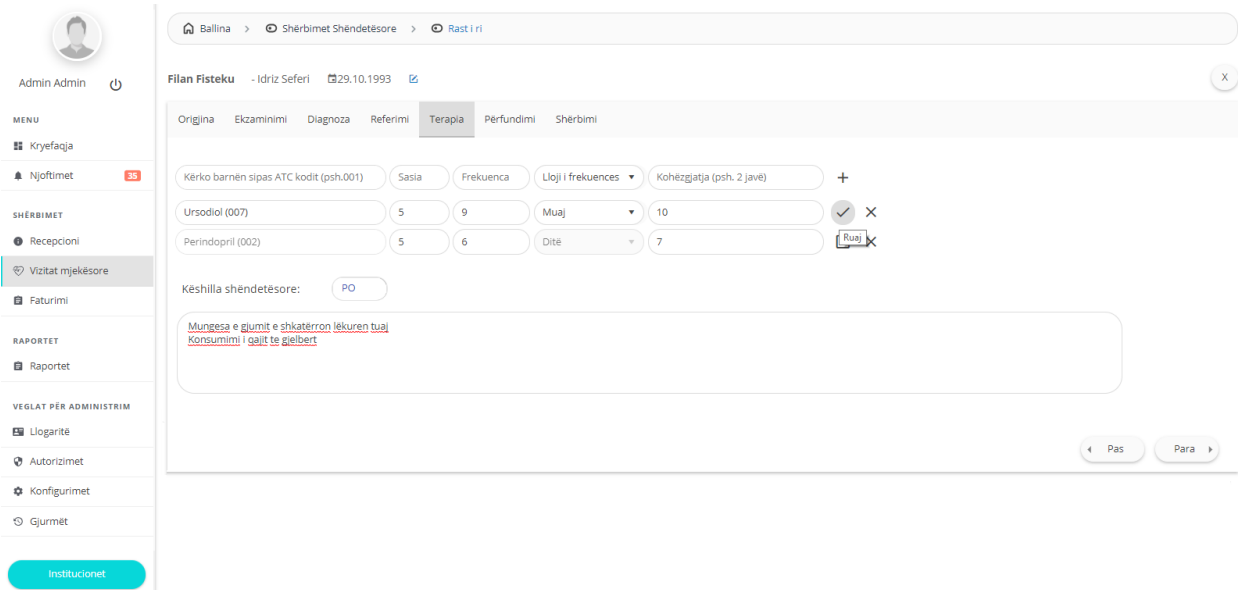 Ballina > Shërbimet Shëndetësore > Rast i ri
Admin Admin
Filan Fisteku - Idriz Seferi 29.10.1993
X
MENU
Kryefaqja
Njoftimet 35
SHËRBIMET
Recepcioni
Vizitat mjekësore
Faturimi
RAPORTET
Raportet
VEGLAT PËR ADMINISTRIM
Llogaritë
Autorizimet
Konfigurimet
Gjurmët
Institucionet
Origjina Ekzaminimi Diagnoza Referimi Terapia Përfundimi Shërbimi
Kërko barnën sipas ATC kodit (psh.001) Sasia Frekuenca Lloji i frekuences Kohëzgjatja (psh. 2 javë) +
Ursodiol (007) 5 9 Muaj 10
Perindopril (002) 5 6 Ditë 7
Ruaj
Këshilla shëndetësore: PO
Mungesa e gjumit e shkatërron lëkuren tuaj
Konsumimi i qajit te gjelbert
Pas Para